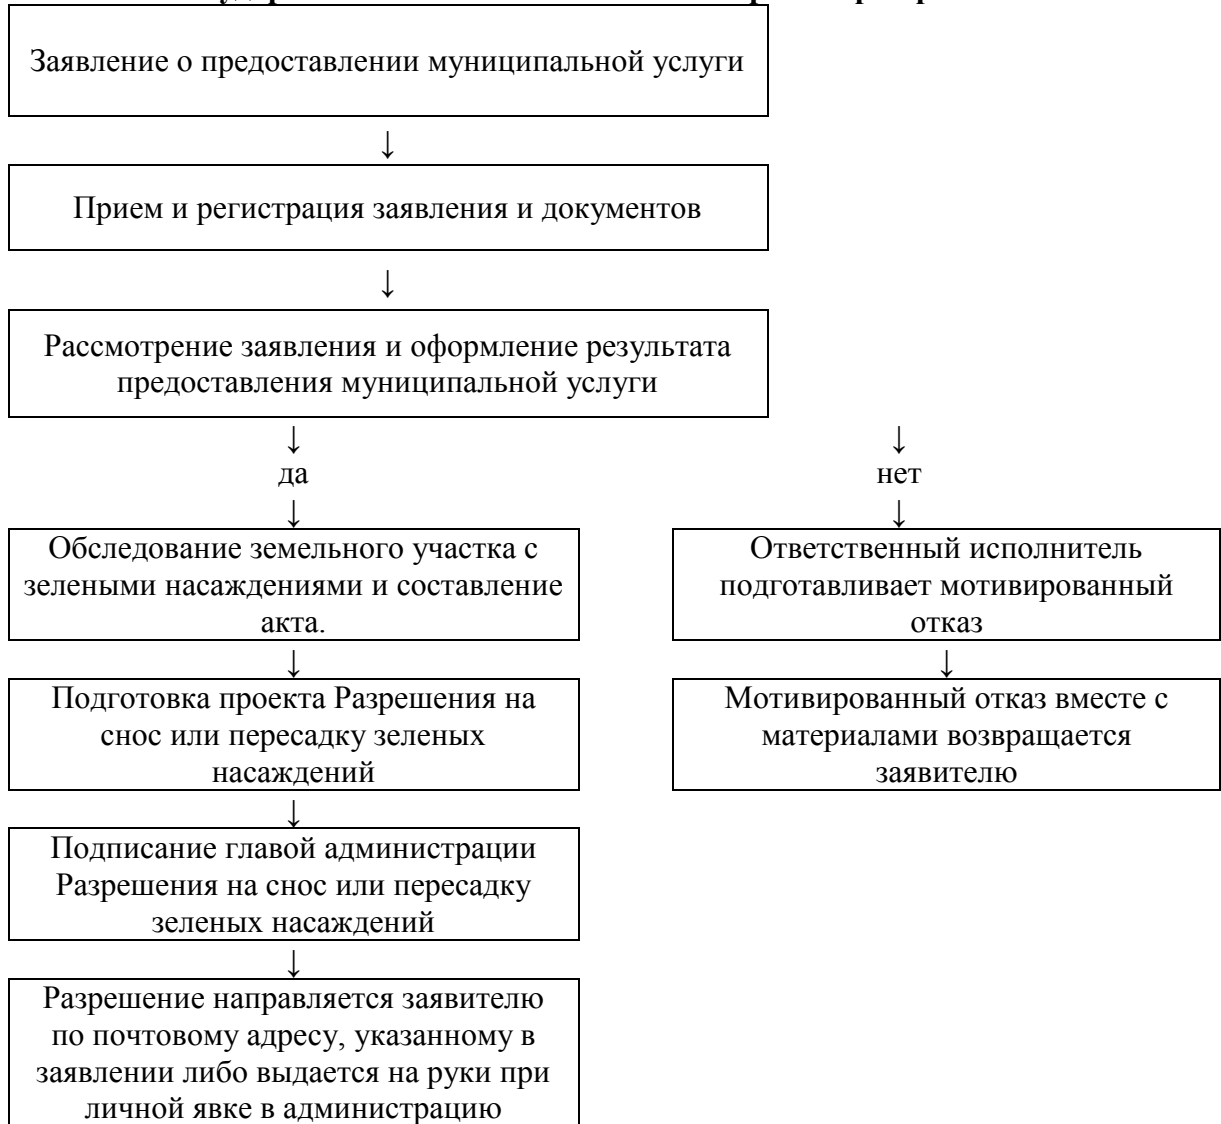 Заявление о предоставлении муниципальной услуги
↓
Прием и регистрация заявления и документов
↓
Рассмотрение заявления и оформление результата
предоставления муниципальной услуги
↓
да
↓
Обследование земельного участка с
зелеными насаждениями и составление
акта.
↓
Подготовка проекта Разрешения на
снос или пересадку зеленых
насаждений
↓
Подписание главой администрации
Разрешения на снос или пересадку
зеленых насаждений
↓
Разрешение направляется заявителю
по почтовому адресу, указанному в
заявлении либо выдается на руки при
личной явке в администрацию
↓
нет
↓
Ответственный исполнитель
подготавливает мотивированный
отказ
↓
Мотивированный отказ вместе с
материалами возвращается
заявителю